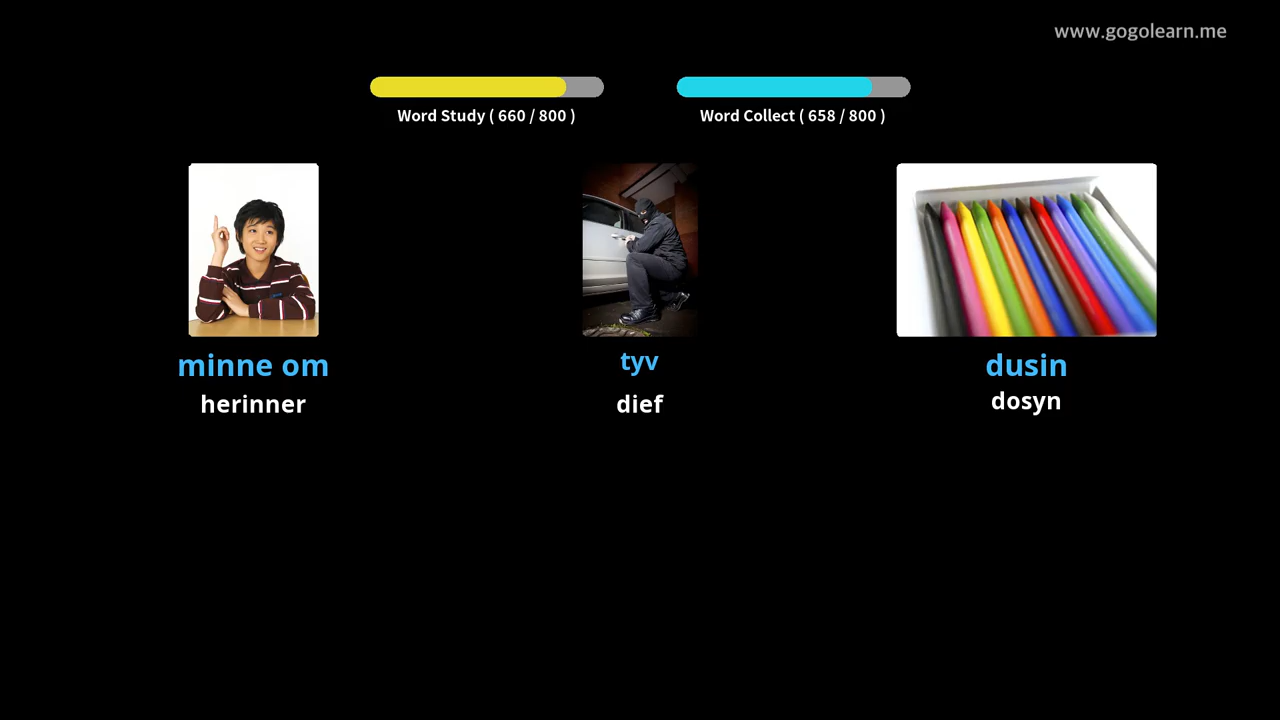 www.gogolearn.me
Word Study ( 660 / 800 )
Word Collect ( 658 / 800 )
minne om
herinner
tyv
dief
dusin
dosyn